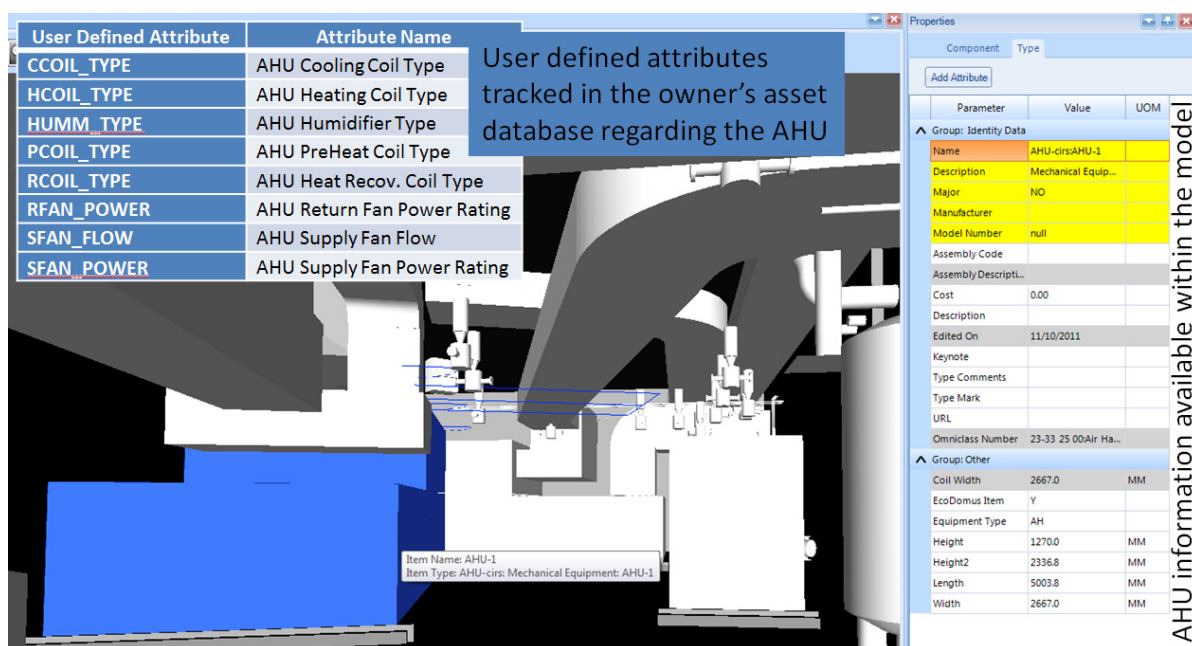 User Defined Attribute Attribute Name
CCOIL_TYPE AHU Cooling Coil Type
HCOIL_TYPE AHU Heating Coil Type
HUMM_TYPE AHU Humidifier Type
PCOIL_TYPE AHU PreHeat Coil Type
RCOIL_TYPE AHU Heat Recov. Coil Type
RFAN_POWER AHU Return Fan Power Rating
SFAN_FLOW AHU Supply Fan Flow
SFAN_POWER AHU Supply Fan Power Rating
User defined attributes
tracked in the owner's asset
database regarding the AHU
Item Name: AHU-1
Item Type: AHU-cirs: Mechanical Equipment: AHU-1
Properties
Component Type
Add Attribute
Parameter Value UOM
Group: Identity Data
Name AHU-cirs:AHU-1
Description Mechanical Equip...
Major NO
Manufacturer
Model Number null
Assembly Code
Assembly Descripti...
Cost 0.00
Description
Edited On 11/10/2011
Keynote
Type Comments
Type Mark
URL
Omniclass Number 23-33 25 00:Air Ha...
Group: Other
Coil Width 2667.0 MM
EcoDomus Item Y
Equipment Type AH
Height 1270.0 MM
Height2 2336.8 MM
Length 5003.8 MM
Width 2667.0 MM
AHU information available within the model